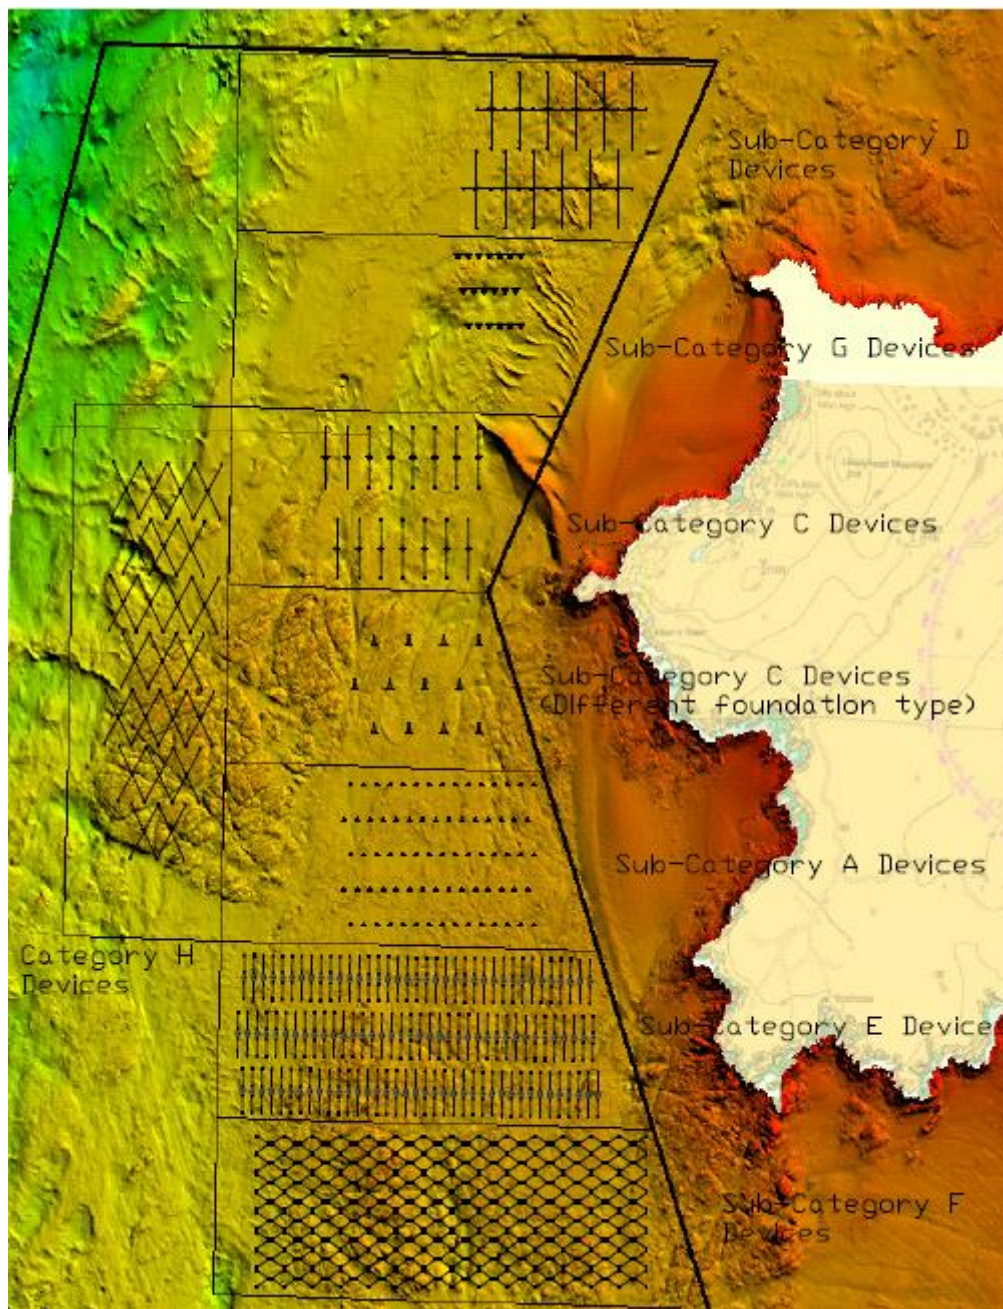 Sub-Category D
Devices
Sub-Category G Devices
Sub-Category C Devices
Sub-Category C Devices
(Different foundation type)
Sub-Category A Devices
Category H
Devices
Sub-Category E Device
Sub-Category F
Devices